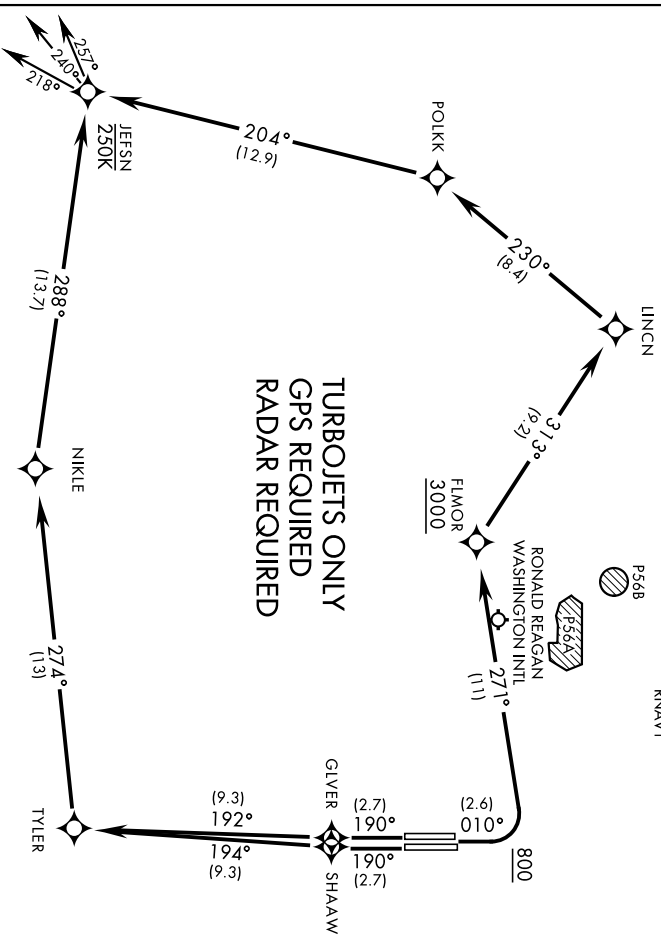 TURBOJETS ONLY
GPS REQUIRED
RADAR REQUIRED
257°
240°
218°
JEFSN
250K
204°
(12.9)
POLKK
230°
(8.4)
LINCN
313°
(9.2)
FLMOR
3000
RONALD REAGAN
WASHINGTON INTL
P56B
P56A
271°
(11)
(2.6)
010°
800
GLVER
(2.7)
190°
190°
(2.7)
SHAAW
(9.3)
192°
194°
(9.3)
TYLER
274°
(13)
NIKLE
288°
(13.7)